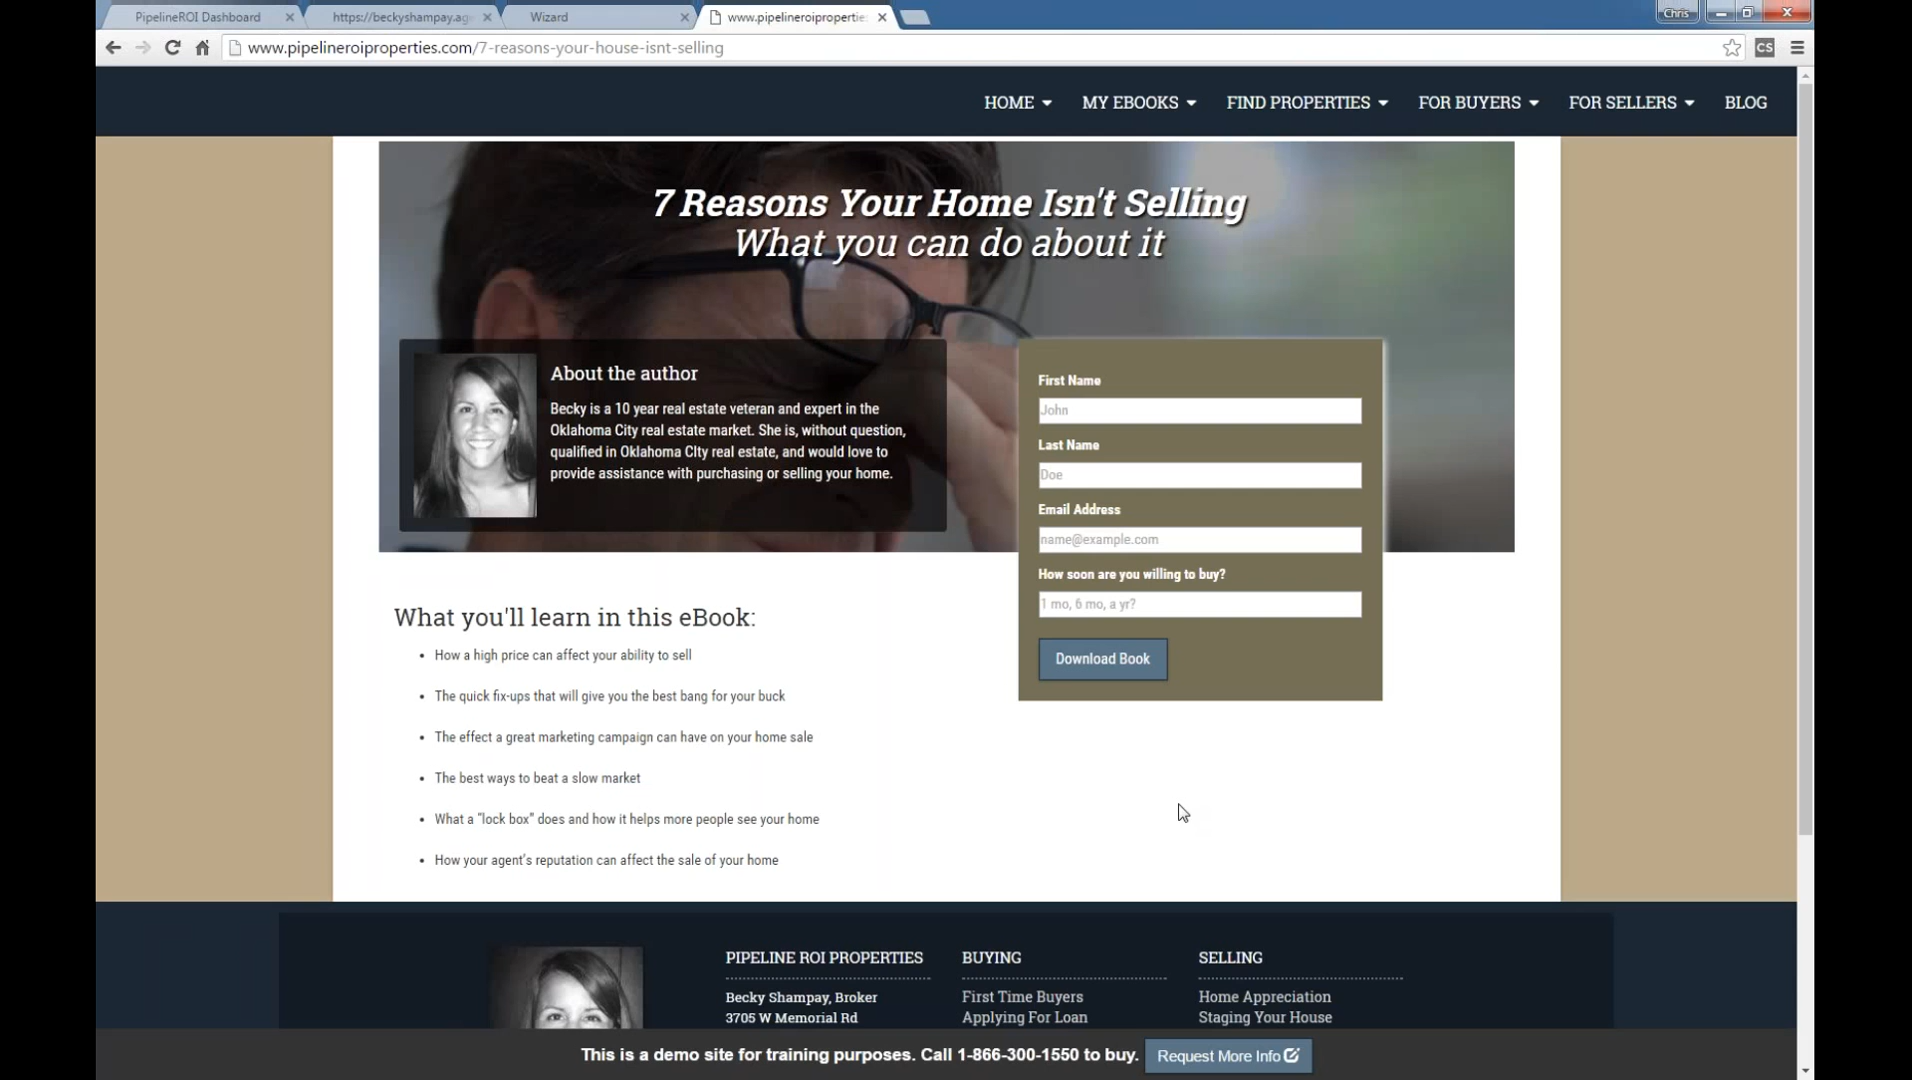 PipelineROI Dashboard
https://beckyshampay.ag
Wizard
www.pipelineroipropertie
Chris
www.pipelineroiproperties.com/7-reasons-your-house-isnt-selling
CS
HOME
MY EBOOKS
FIND PROPERTIES
FOR BUYERS
FOR SELLERS
BLOG
7 Reasons Your Home Isn't Selling
What you can do about it
About the author
Becky is a 10 year real estate veteran and expert in the
Oklahoma City real estate market. She is, without question,
qualified in Oklahoma CIty real estate, and would love to
provide assistance with purchasing or selling your home.
First Name
John
Last Name
Doe
Email Address
name@example.com
How soon are you willing to buy?
1 mo, 6 mo, a yr?
Download Book
What you'll learn in this eBook:
• How a high price can affect your ability to sell
• The quick fix-ups that will give you the best bang for your buck
• The effect a great marketing campaign can have on your home sale
• The best ways to beat a slow market
• What a "lock box" does and how it helps more people see your home
• How your agent's reputation can affect the sale of your home
PIPELINE ROI PROPERTIES
Becky Shampay, Broker
3705 W Memorial Rd
BUYING
First Time Buyers
Applying For Loan
SELLING
Home Appreciation
Staging Your House
This is a demo site for training purposes. Call 1-866-300-1550 to buy.
Request More Info